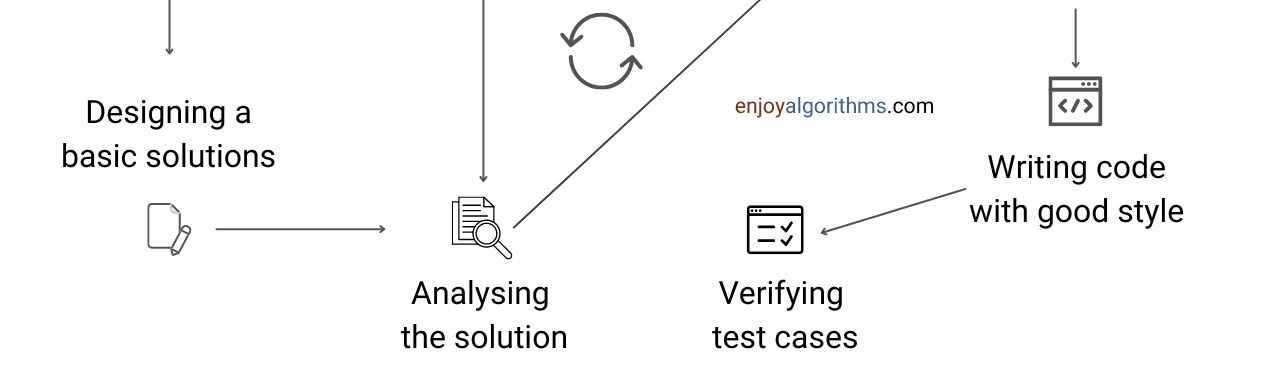 Designing a
basic solutions
enjoyalgorithms.com
Writing code
with good style
Analysing
the solution
Verifying
test cases